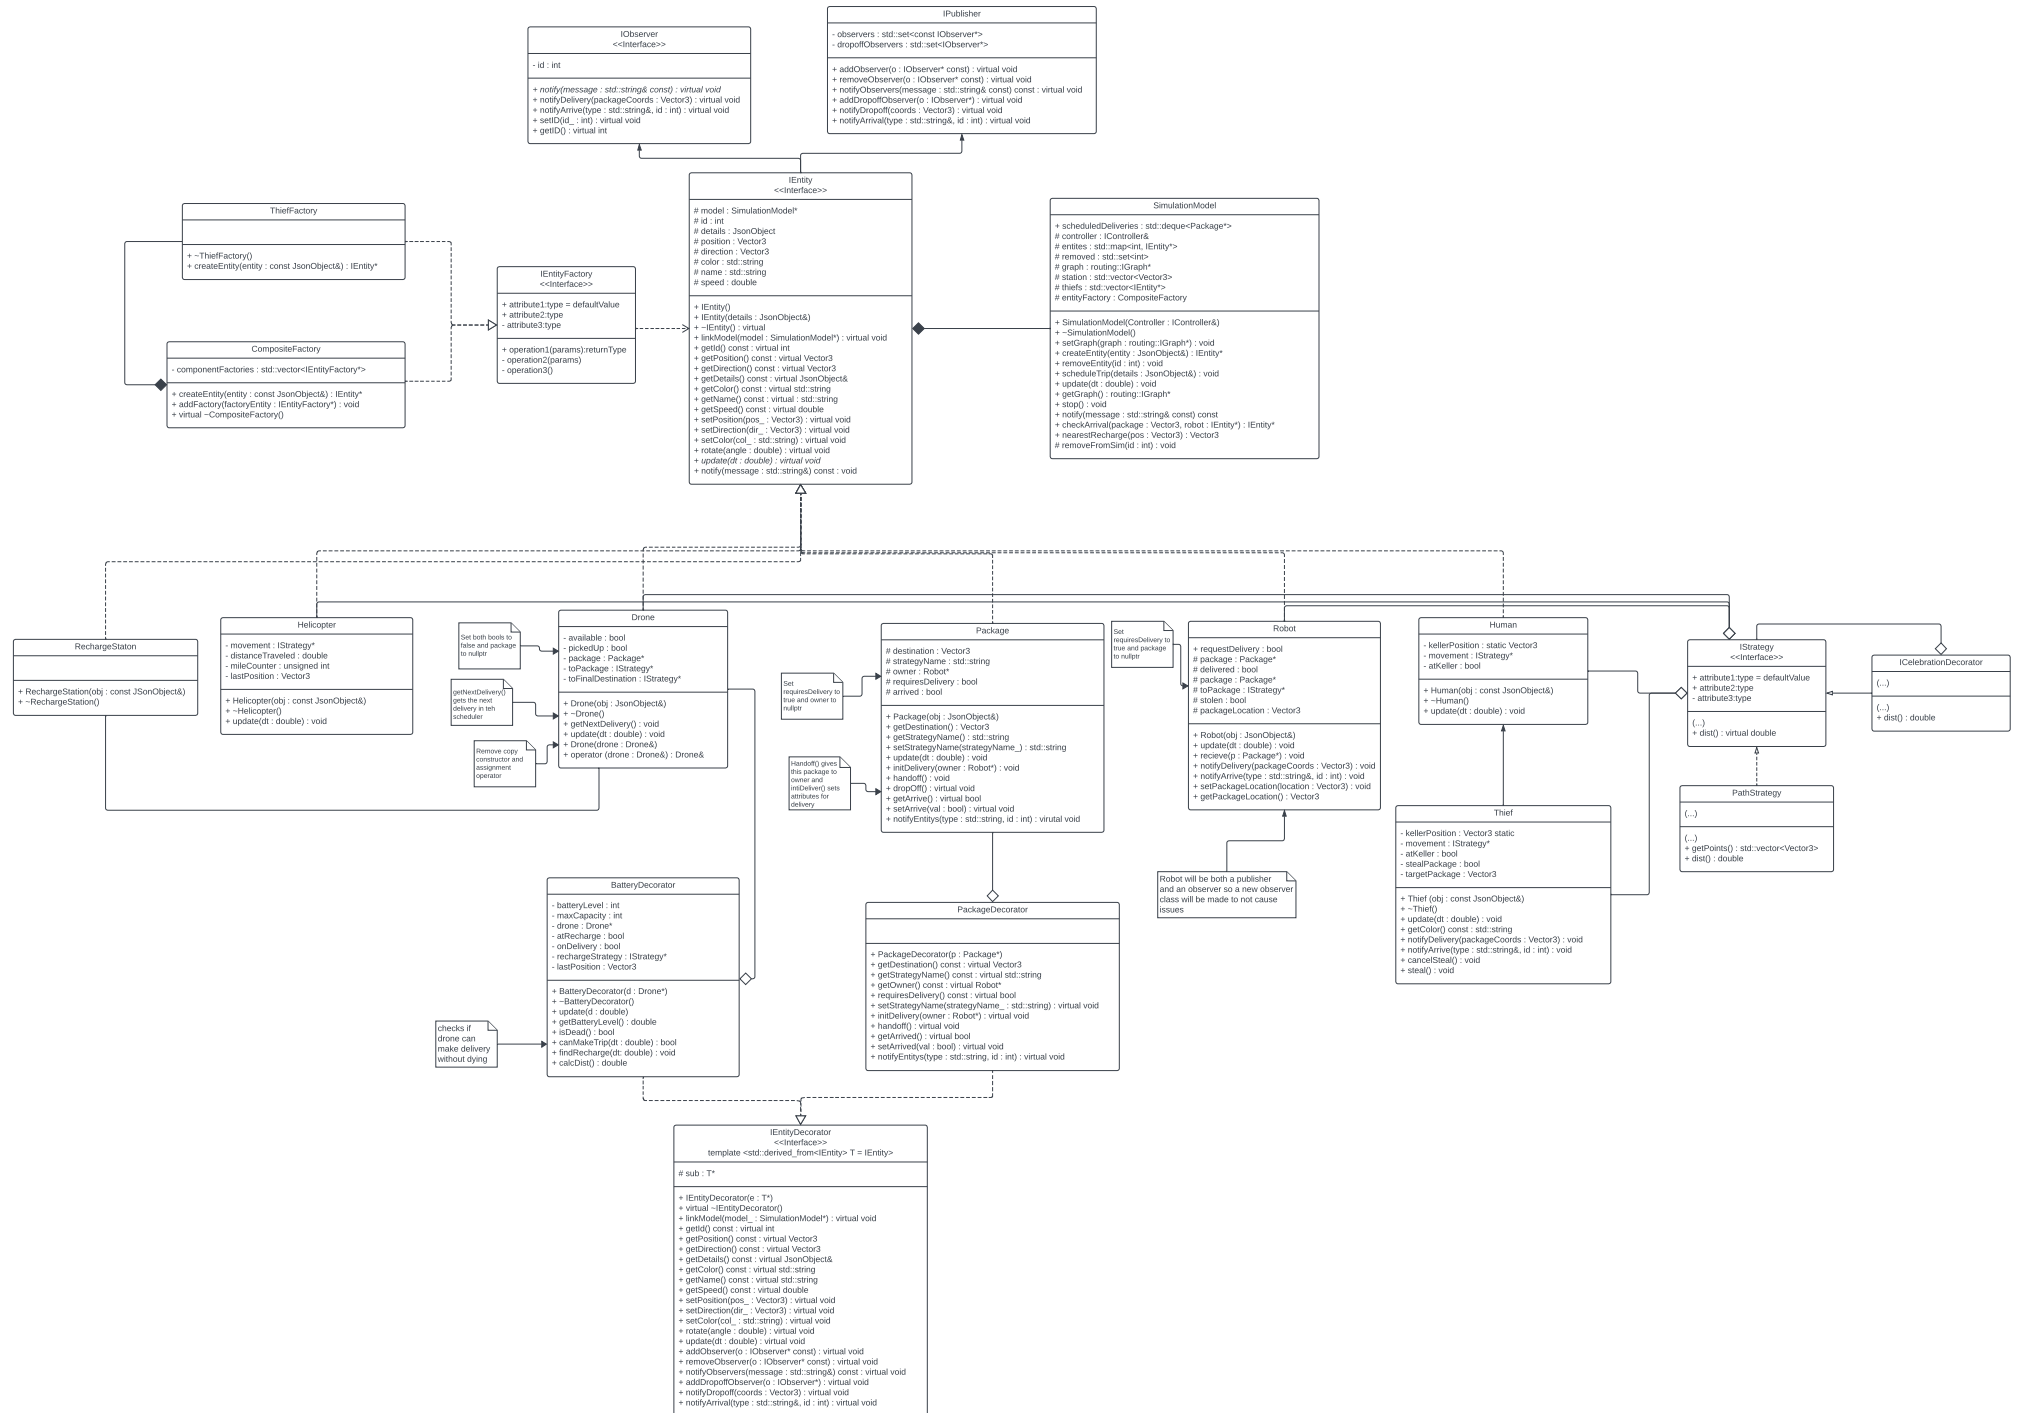 IObserver
<<Interface>>
- id : int
+ notify(message : std::string& const) : virtual void
+ notifyDelivery(packageCoords : Vector3) : virtual void
+ notifyArrive(type : std::string&, id : int) : virtual void
+ setID(id_ : int) : virtual void
+ getID() : virtual int
IPublisher
- observers : std::set<const IObserver*>
- dropoffObservers : std::set<IObserver*>
+ addObserver(o : IObserver* const) : virtual void
+ removeObserver(o : IObserver* const) : virtual void
+ notifyObservers(message : std::string& const) const : virtual void
+ addDropoffObserver(o : IObserver*) : virtual void
+ notifyDropoff(coords : Vector3) : virtual void
+ notifyArrival(type : std::string&, id : int) : virtual void
ThiefFactory
+ ~ThiefFactory()
+ createEntity(entity : const JsonObject&) : IEntity*
CompositeFactory
- componentFactories : std::vector<IEntityFactory*>
+ createEntity(entity : const JsonObject&) : IEntity*
+ addFactory(factoryEntity : IEntityFactory*) : void
+ virtual ~CompositeFactory()
IEntityFactory
<<Interface>>
+ attribute1:type = defaultValue
+ attribute2:type
- attribute3:type
+ operation1(params):returnType
- operation2(params)
- operation3()
IEntity
<<Interface>>
# model : SimulationModel*
# id : int
# details : JsonObject
# position : Vector3
# direction : Vector3
# color : std::string
# name : std::string
# speed : double
+ IEntity()
+ IEntity(details : JsonObject&)
+ ~IEntity() : virtual
+ linkModel(model : SimulationModel*) : virtual void
+ getId() const : virtual int
+ getPosition() const : virtual Vector3
+ getDirection() const : virtual Vector3
+ getDetails() const : virtual JsonObject&
+ getColor() const : virtual std::string
+ getName() const : virtual : std::string
+ getSpeed() const : virtual double
+ setPosition(pos_ : Vector3) : virtual void
+ setDirection(dir_ : Vector3) : virtual void
+ setColor(col_ : std::string) : virtual void
+ rotate(angle : double) : virtual void
+ update(dt : double) : virtual void
+ notify(message : std::string&) const : void
SimulationModel
+ scheduledDeliveries : std::deque<Package*>
# controller : IController&
# entites : std::map<int, IEntity*>
# removed : std::set<int>
# graph : routing::IGraph*
# station : std::vector<Vector3>
# thiefs : std::vector<IEntity*>
# entityFactory : CompositeFactory
+ SimulationModel(Controller : IController&)
+ ~SimulationModel()
+ setGraph(graph : routing::IGraph*) : void
+ createEntity(entity : JsonObject&) : IEntity*
+ removeEntity(id : int) : void
+ scheduleTrip(details : JsonObject&) : void
+ update(dt : double) : void
+ getGraph() : routing::IGraph*
+ stop() : void
+ notify(message : std::string& const) const
+ checkArrival(package : Vector3, robot : IEntity*) : IEntity*
+ nearestRecharge(pos : Vector3) : Vector3
# removeFromSim(id : int) : void
RechargeStaton
+ RechargeStation(obj : const JSonObject&)
+ ~RechargeStation()
Helicopter
- movement : IStrategy*
- distanceTraveled : double
- mileCounter : unsigned int
- lastPosition : Vector3
+ Helicopter(obj : const JsonObject&)
+ ~Helicopter()
+ update(dt : double) : void
Set both bools to
false and package
to nullptr
getNextDelivery()
gets the next
delivery in teh
scheduler
Remove copy
constructor and
assignment
operator
Drone
- available : bool
- pickedUp : bool
- package : Package*
- toPackage : IStrategy*
- toFinalDestination : IStrategy*
+ Drone(obj : JsonObject&)
+ ~Drone()
+ getNextDelivery() : void
+ update(dt : double) : void
+ Drone(drone : Drone&)
+ operator (drone : Drone&) : Drone&
Set
requiresDelivery to
true and owner to
nullptr
Handoff() gives
this package to
owner and
intiDeliver() sets
attributes for
delivery
Package
# destination : Vector3
# strategyName : std::string
# owner : Robot*
# requiresDelivery : bool
# arrived : bool
+ Package(obj : JsonObject&)
+ getDestination() : Vector3
+ getStrategyName() : std::string
+ setStrategyName(strategyName_) : std::string
+ update(dt : double) : void
+ initDelivery(owner : Robot*) : void
+ handoff() : void
+ dropOff() : virtual void
+ getArrive() : virtual bool
+ setArrive(val : bool) : virtual void
+ notifyEntitys(type : std::string, id : int) : virutal void
Set
requiresDelivery to
true and package
to nullptr
Robot
+ requestDelivery : bool
# package : Package*
# delivered : bool
# package : Package*
# toPackage : IStrategy*
# stolen : bool
# packageLocation : Vector3
+ Robot(obj : JsonObject&)
+ update(dt : double) : void
+ recieve(p : Package*) : void
+ notifyDelivery(packageCoords : Vector3) : void
+ notifyArrive(type : std::string&, id : int) : void
+ setPackageLocation(location : Vector3) : void
+ getPackageLocation() : Vector3
Robot will be both a publisher
and an observer so a new observer
class will be made to not cause
issues
Human
- kellerPosition : static Vector3
- movement : IStrategy*
- atKeller : bool
+ Human(obj : const JsonObject&)
+ ~Human()
+ update(dt : double) : void
Thief
- kellerPosition : Vector3 static
- movement : IStrategy*
- atKeller : bool
- stealPackage : bool
- targetPackage : Vector3
+ Thief (obj : const JsonObject&)
+ ~Thief()
+ update(dt : double) : void
+ getColor() const : std::string
+ notifyDelivery(packageCoords : Vector3) : void
+ notifyArrive(type : std::string&, id : int) : void
+ cancelSteal() : void
+ steal() : void
IStrategy
<<Interface>>
+ attribute1:type = defaultValue
+ attribute2:type
- attribute3:type
(...)
+ dist() : virtual double
ICelebrationDecorator
(...)
(...)
+ dist() : double
PathStrategy
(...)
(...)
+ getPoints() : std::vector<Vector3>
+ dist() : double
checks if
drone can
make delivery
without dying
BatteryDecorator
- batteryLevel : int
- maxCapacity : int
- drone : Drone*
- atRecharge : bool
- onDelivery : bool
- rechargeStrategy : IStrategy*
- lastPosition : Vector3
+ BatteryDecorator(d : Drone*)
+ ~BatteryDecorator()
+ update(d : double)
+ getBatteryLevel() : double
+ isDead() : bool
+ canMakeTrip(dt : double) : bool
+ findRecharge(dt: double) : void
+ calcDist() : double
PackageDecorator
+ PackageDecorator(p : Package*)
+ getDestination() const : virtual Vector3
+ getStrategyName() const : virtual std::string
+ getOwner() const : virtual Robot*
+ requiresDelivery() const : virtual bool
+ setStrategyName(strategyName_ : std::string) : virtual void
+ initDelivery(owner : Robot*) : virtual void
+ handoff() : virtual void
+ getArrived() : virtual bool
+ setArrived(val : bool) : virtual void
+ notifyEntitys(type : std::string, id : int) : virtual void
IEntityDecorator
<<Interface>>
template <std::derived_from<IEntity> T = IEntity>
# sub : T*
+ IEntityDecorator(e : T*)
+ virtual ~IEntityDecorator()
+ linkModel(model_ : SimulationModel*) : virtual void
+ getId() const : virtual int
+ getPosition() const : virtual Vector3
+ getDirection() const : virtual Vector3
+ getDetails() const : virtual JsonObject&
+ getColor() const : virtual std::string
+ getName() const : virtual std::string
+ getSpeed() const : virtual double
+ setPosition(pos_ : Vector3) : virtual void
+ setDirection(dir_ : Vector3) : virtual void
+ setColor(col_ : std::string) : virtual void
+ rotate(angle : double) : virtual void
+ update(dt : double) : virtual void
+ addObserver(o : IObserver* const) : virtual void
+ removeObserver(o : IObserver* const) : virtual void
+ notifyObservers(message : std::string&) const : virtual void
+ addDropoffObserver(o : IObserver*) : virtual void
+ notifyDropoff(coords : Vector3) : virtual void
+ notifyArrival(type : std::string&, id : int) : virtual void